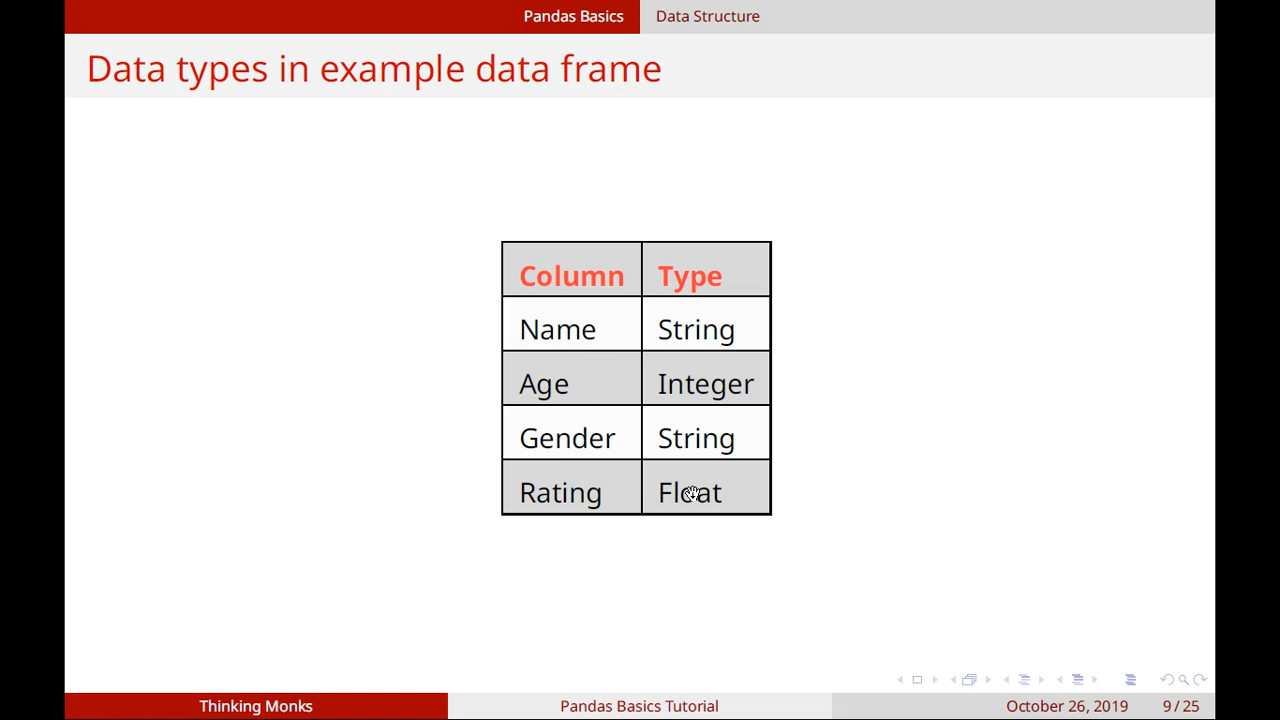 Pandas Basics Data Structure
Data types in example data frame
Column Type
Name String
Age Integer
Gender String
Rating Float
Thinking Monks Pandas Basics Tutorial October 26, 2019 9 / 25